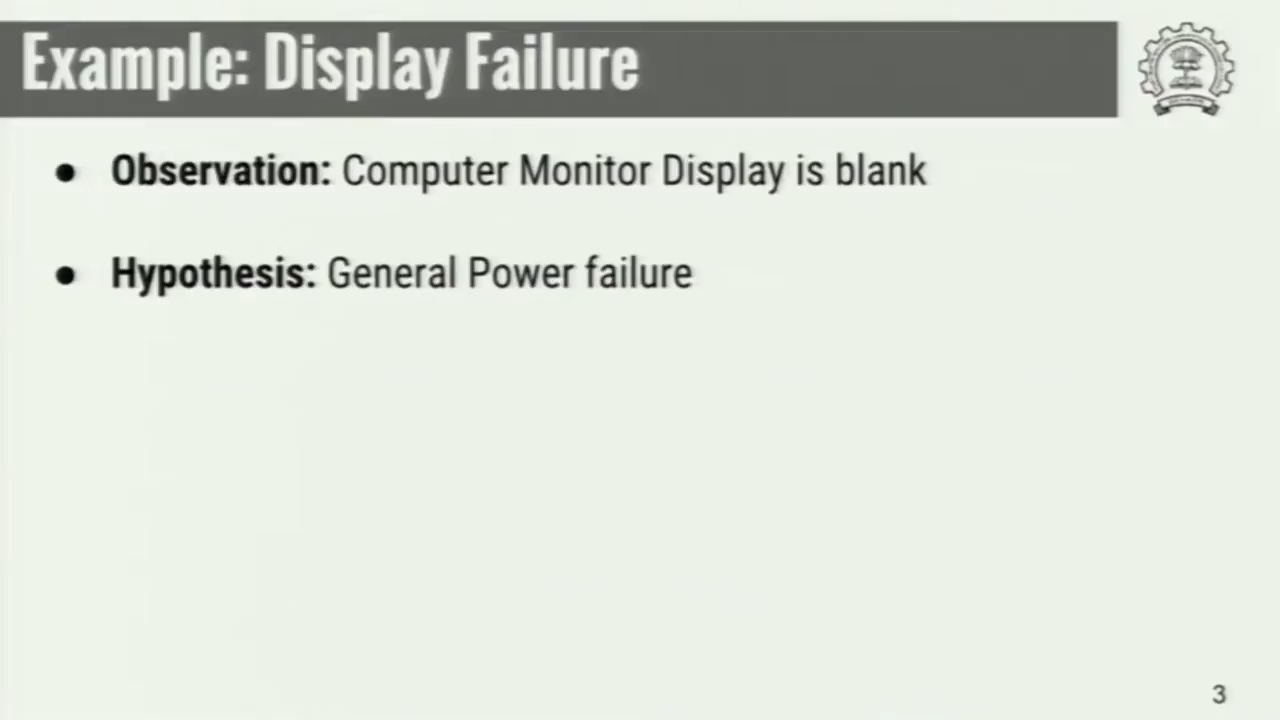 Example: Display Failure
● Observation: Computer Monitor Display is blank
● Hypothesis: General Power failure
3